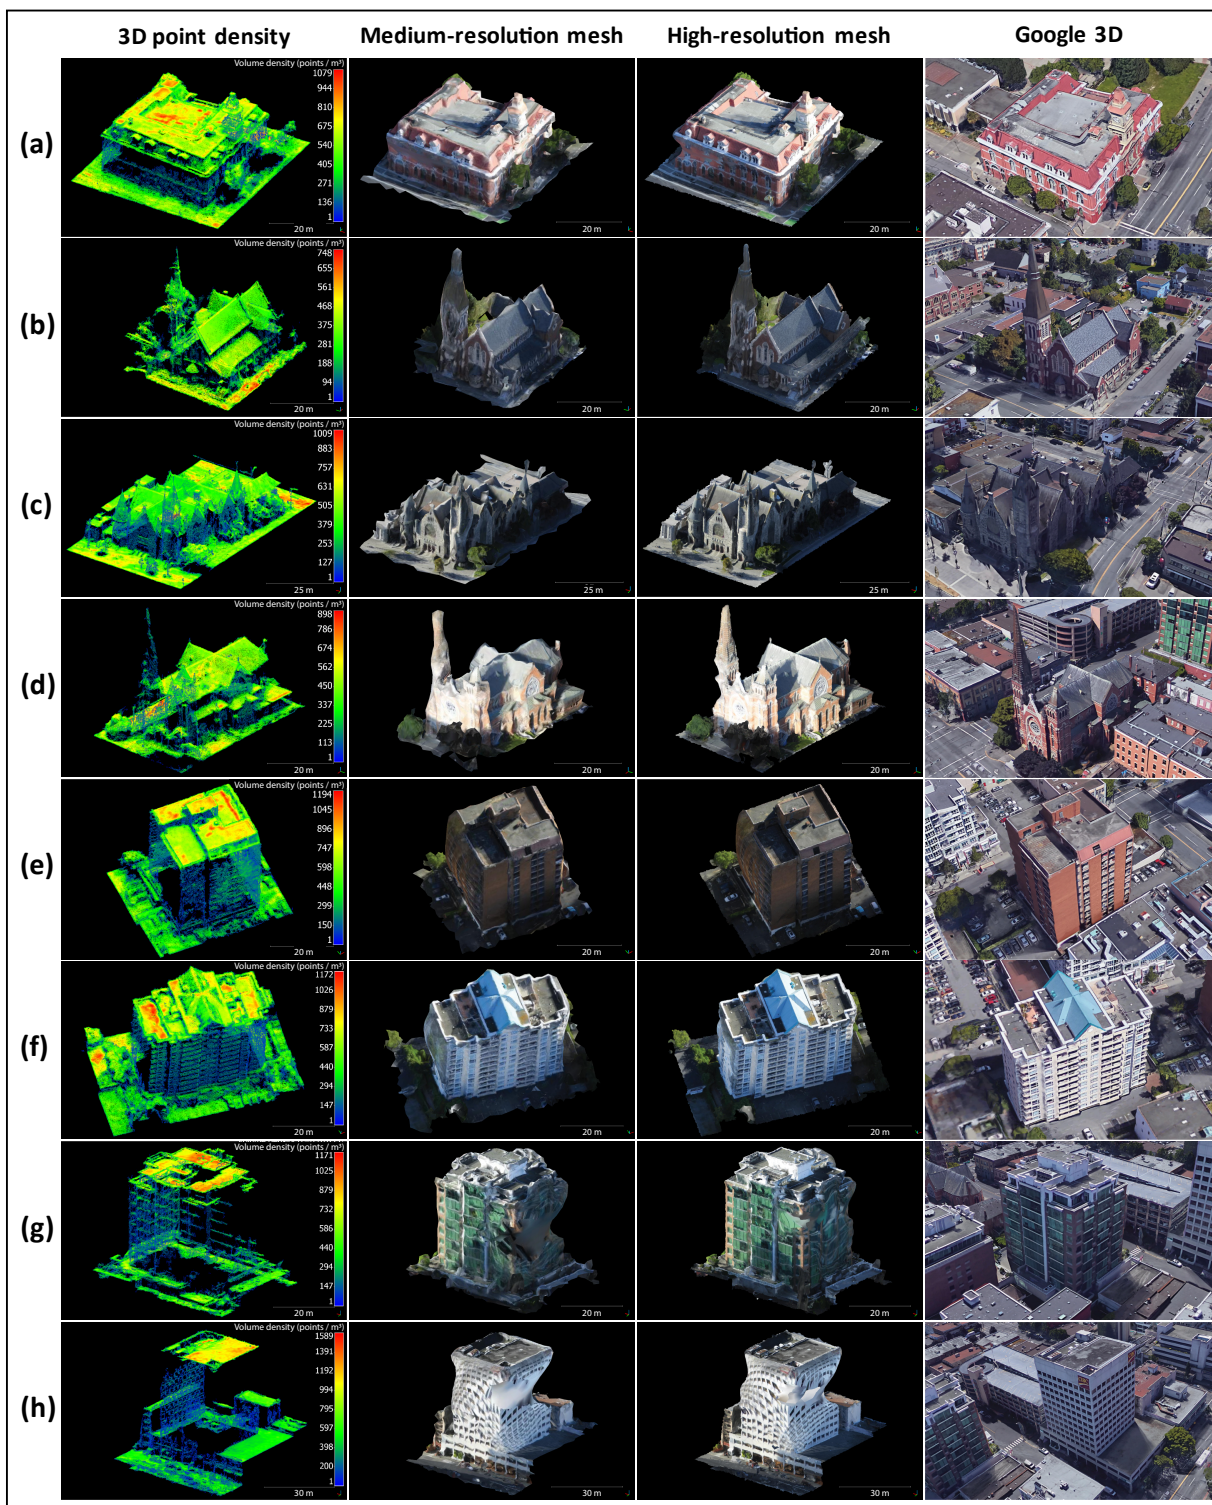 3D point density Medium-resolution mesh High-resolution mesh Google 3D
(a)
Volume density (points / m³)
1079
944
810
675
540
405
271
136
1
20 m
20 m
20 m
(b)
Volume density (points / m³)
748
655
561
468
375
281
188
94
1
20 m
20 m
20 m
(c)
Volume density (points / m³)
1009
883
757
631
505
379
253
127
1
25 m
25 m
25 m
(d)
Volume density (points / m³)
898
786
674
562
450
337
225
113
1
20 m
20 m
20 m
(e)
Volume density (points / m³)
1194
1045
896
747
598
448
299
150
1
20 m
20 m
20 m
(f)
Volume density (points / m³)
1172
1026
879
733
587
440
294
147
1
20 m
20 m
20 m
(g)
Volume density (points / m³)
1171
1025
879
732
586
440
294
147
1
20 m
20 m
20 m
(h)
Volume density (points / m³)
1589
1391
1192
994
795
597
398
200
1
30 m
30 m
30 m